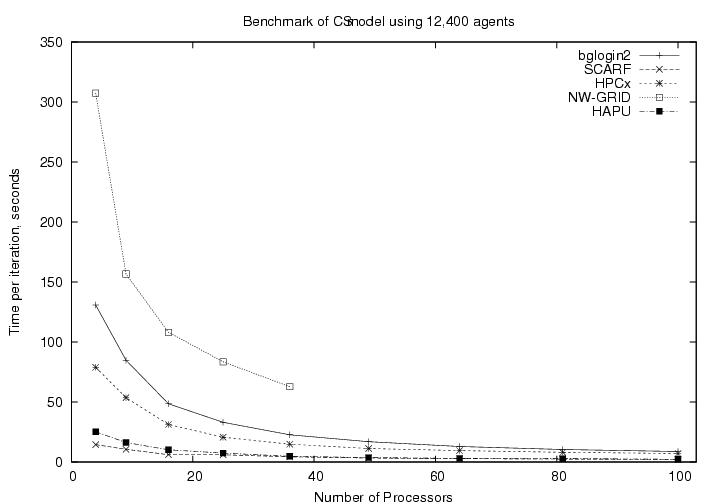 Benchmark of CS model using 12,400 agents
350
300
250
200
150
100
50
0
Time per iteration, seconds
bglogin2
SCARF
HPCx
NW-GRID
HAPU
0 20 40 60 80 100
Number of Processors